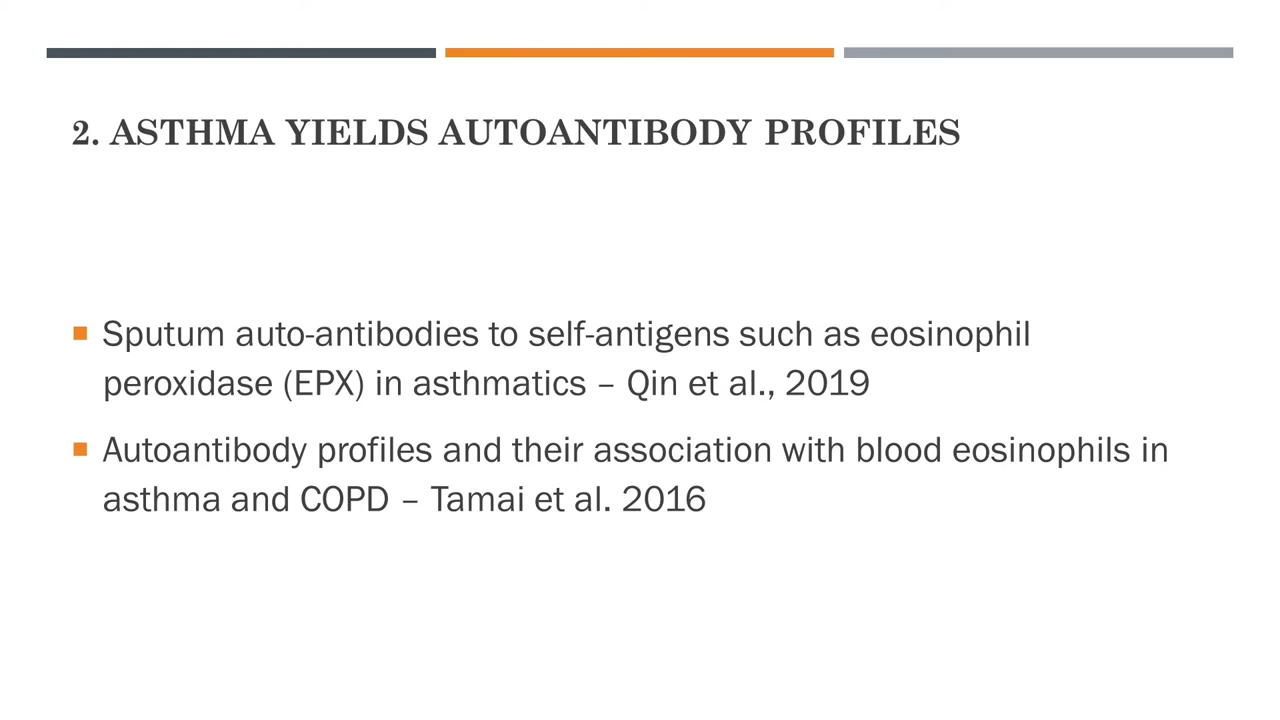 2. ASTHMA YIELDS AUTOANTIBODY PROFILES
Sputum auto-antibodies to self-antigens such as eosinophil
peroxidase (EPX) in asthmatics – Qin et al., 2019
Autoantibody profiles and their association with blood eosinophils in
asthma and COPD – Tamai et al. 2016